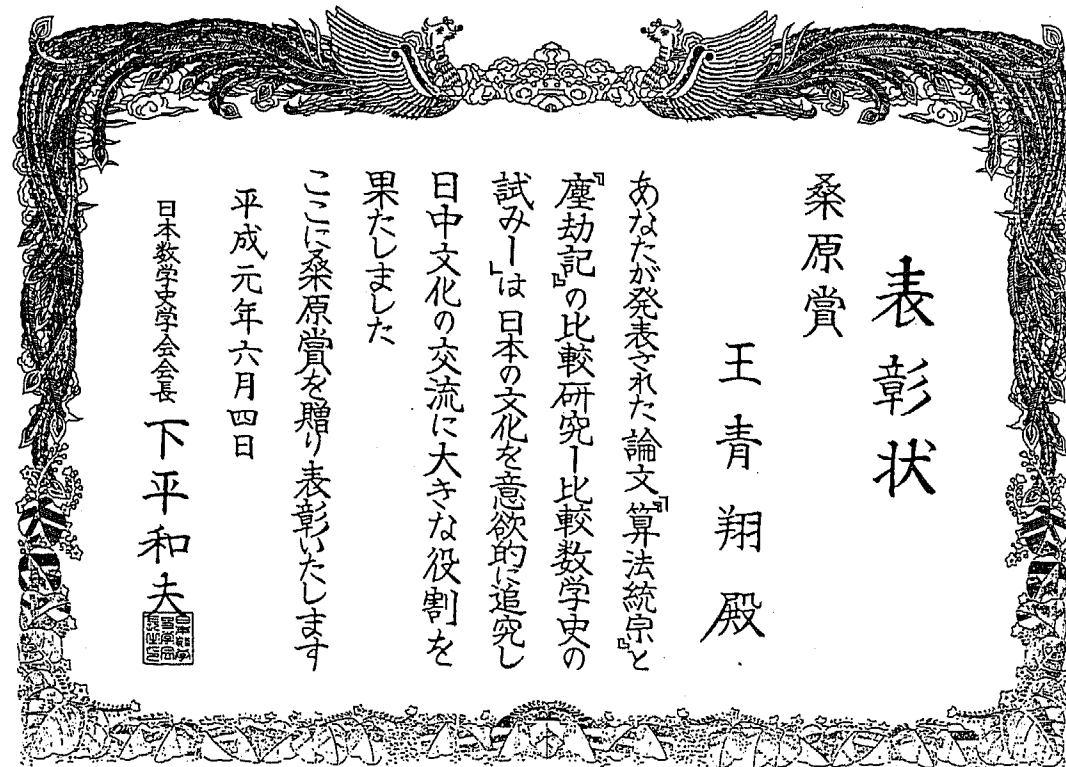 表彰状
桑原賞
王青翔殿
あなたが発表された論文『算法統宗』と
『塵劫記』の比較研究ー比較数学史の
試みー」は日本の文化を意欲的に追究し
日中文化の交流に大きな役割を
果たしました
ここに桑原賞を贈り表彰いたします
平成元年六月四日
日本数学史学会会長 下平和夫